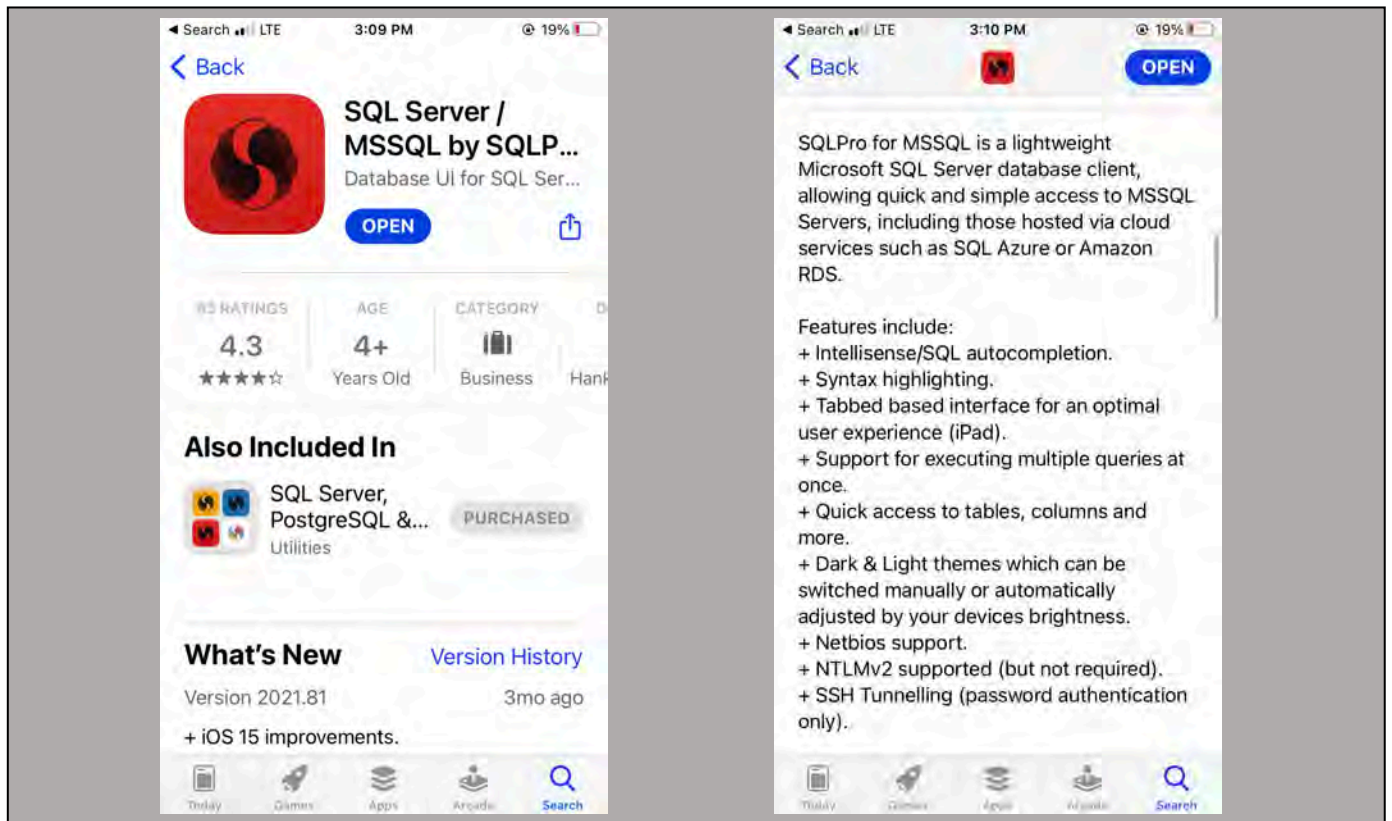 Search LTE 3:09 PM 19%
Back
SQL Server /
MSSQL by SQLP...
Database UI for SQL Ser...
OPEN
83 RATINGS AGE CATEGORY D
4.3 4+
Years Old Business Hank
Also Included In
SQL Server,
PostgreSQL &...
PURCHASED
Utilities
What's New Version History
Version 2021.81 3mo ago
+ iOS 15 improvements.
Today Games Apps Arcade Search
Search LTE 3:10 PM 19%
Back OPEN
SQLPro for MSSQL is a lightweight
Microsoft SQL Server database client,
allowing quick and simple access to MSSQL
Servers, including those hosted via cloud
services such as SQL Azure or Amazon
RDS.
Features include:
+ Intellisense/SQL autocompletion.
+ Syntax highlighting.
+ Tabbed based interface for an optimal
user experience (iPad).
+ Support for executing multiple queries at
once.
+ Quick access to tables, columns and
more.
+ Dark & Light themes which can be
switched manually or automatically
adjusted by your devices brightness.
+ Netbios support.
+ NTLMv2 supported (but not required).
+ SSH Tunnelling (password authentication
only).
Today Games Apps Arcade Search